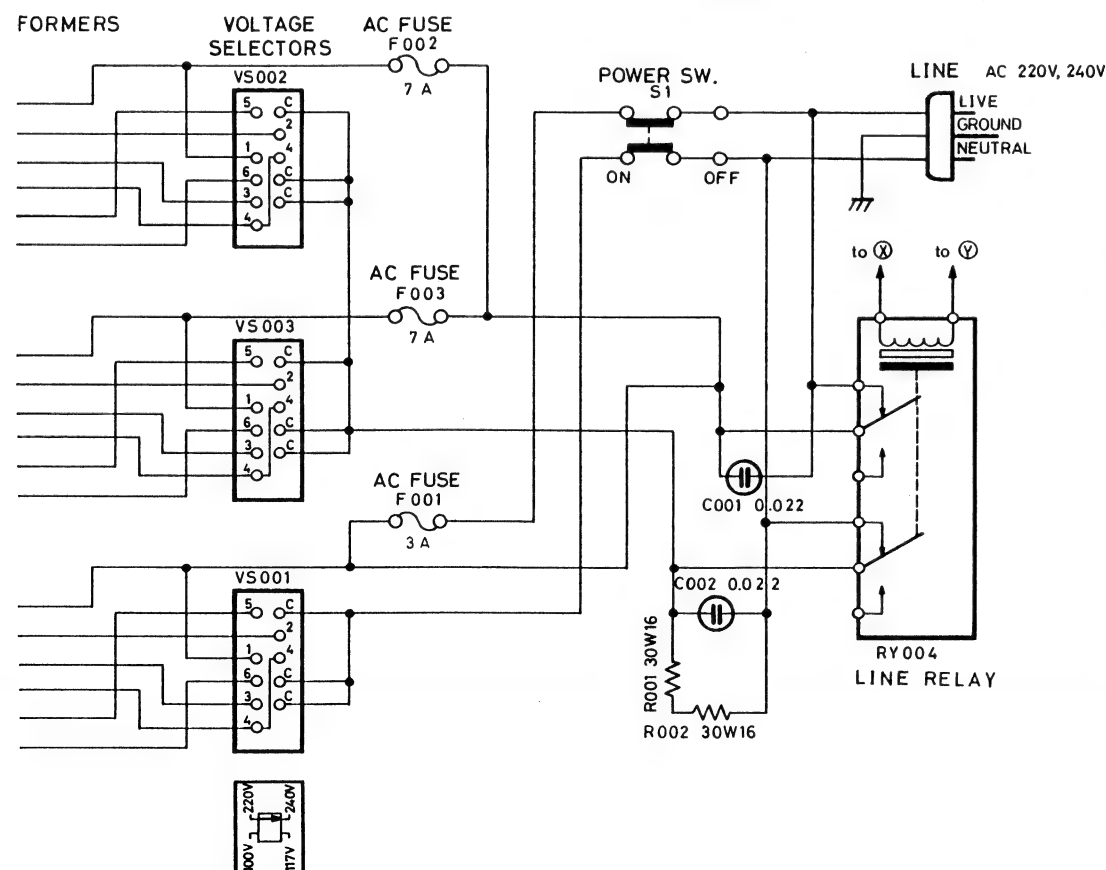 FORMERS
VOLTAGE
SELECTORS
AC FUSE
F002
7 A
VS002
5 C
2
1 4
6 C
3 C
4
POWER SW.
S1
ON
OFF
LINE AC 220V, 240V
LIVE
GROUND
NEUTRAL
to X
to Y
AC FUSE
F003
7 A
VS003
5 C
2
1 4
6 C
3 C
4
AC FUSE
F001
3 A
C001 0.022
C002 0.022
R001 30W16
R002 30W16
RY004
LINE RELAY
VS001
5 C
2
1 4
6 C
3 C
4
220V
240V
100V
117V